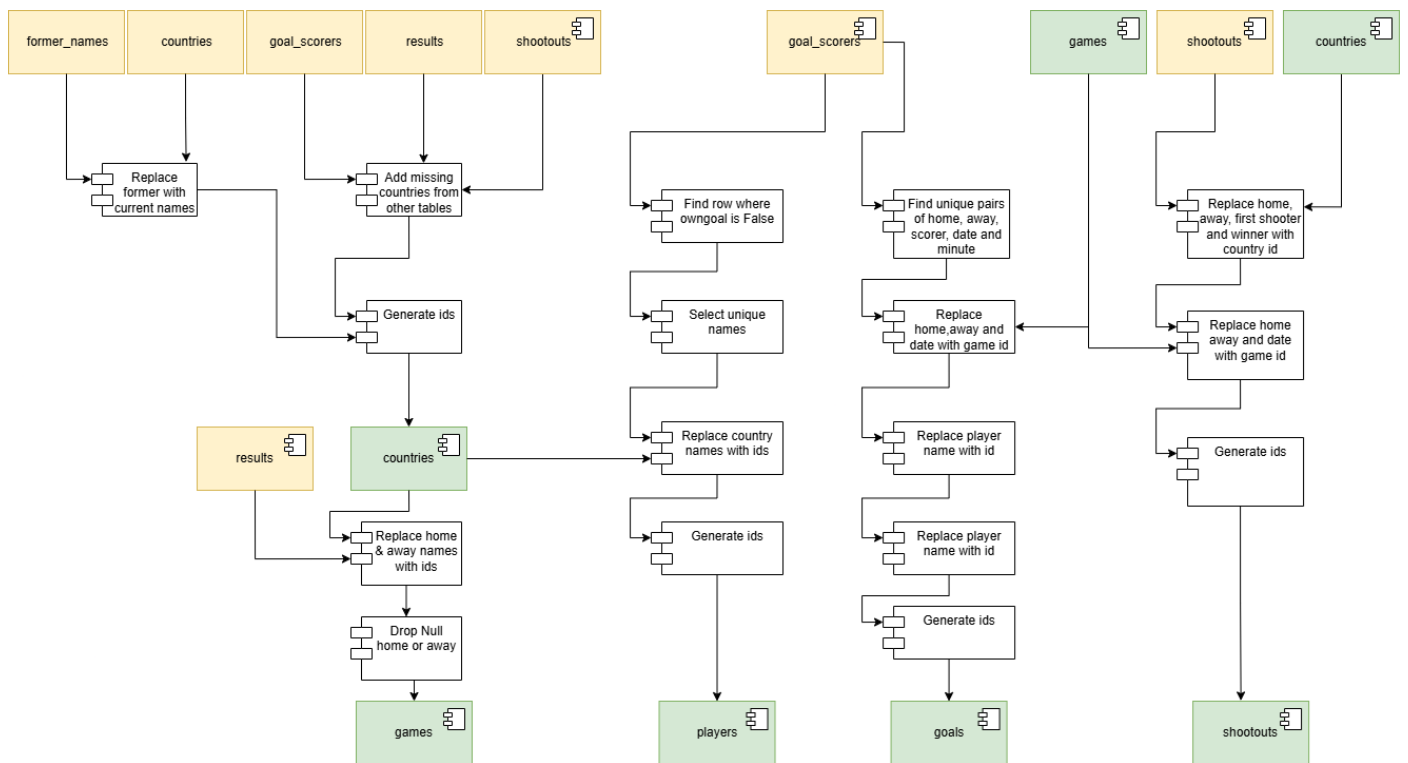 former_names
countries
goal_scorers
results
shootouts
goal_scorers
games
shootouts
countries
Replace
former with
current names
Add missing
countries from
other tables
Find row where
owngoal is False
Find unique pairs
of home, away,
scorer, date and
minute
Replace home,
away, first shooter
and winner with
country id
Generate ids
Select unique
names
Replace
home,away and
date with game id
Replace home
away and date
with game id
results
countries
Replace country
names with ids
Replace player
name with id
Generate ids
Replace home
& away names
with ids
Generate ids
Replace player
name with id
Drop Null
home or away
Generate ids
games
players
goals
shootouts